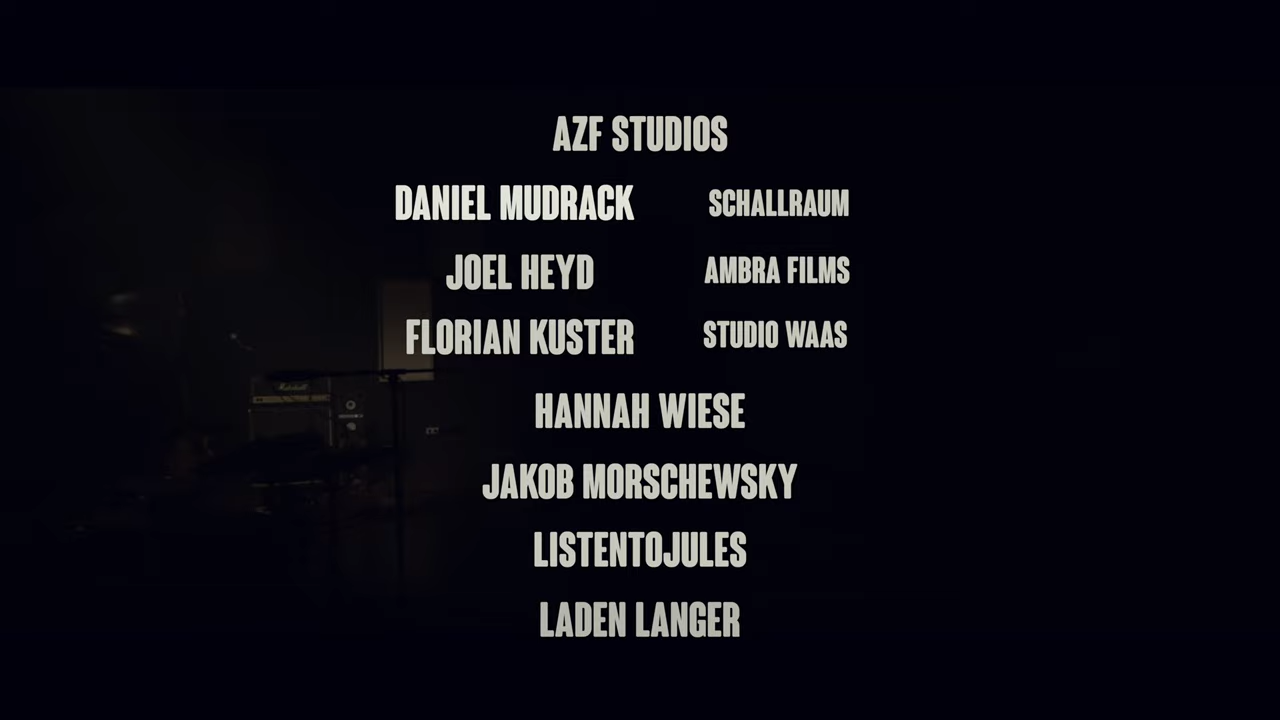 AZF STUDIOS
DANIEL MUDRACK SCHALLRAUM
JOEL HEYD AMBRA FILMS
FLORIAN KUSTER STUDIO WAAS
Marshall
HANNAH WIESE
JAKOB MORSCHEWSKY
LISTENTOJULES
LADEN LANGER